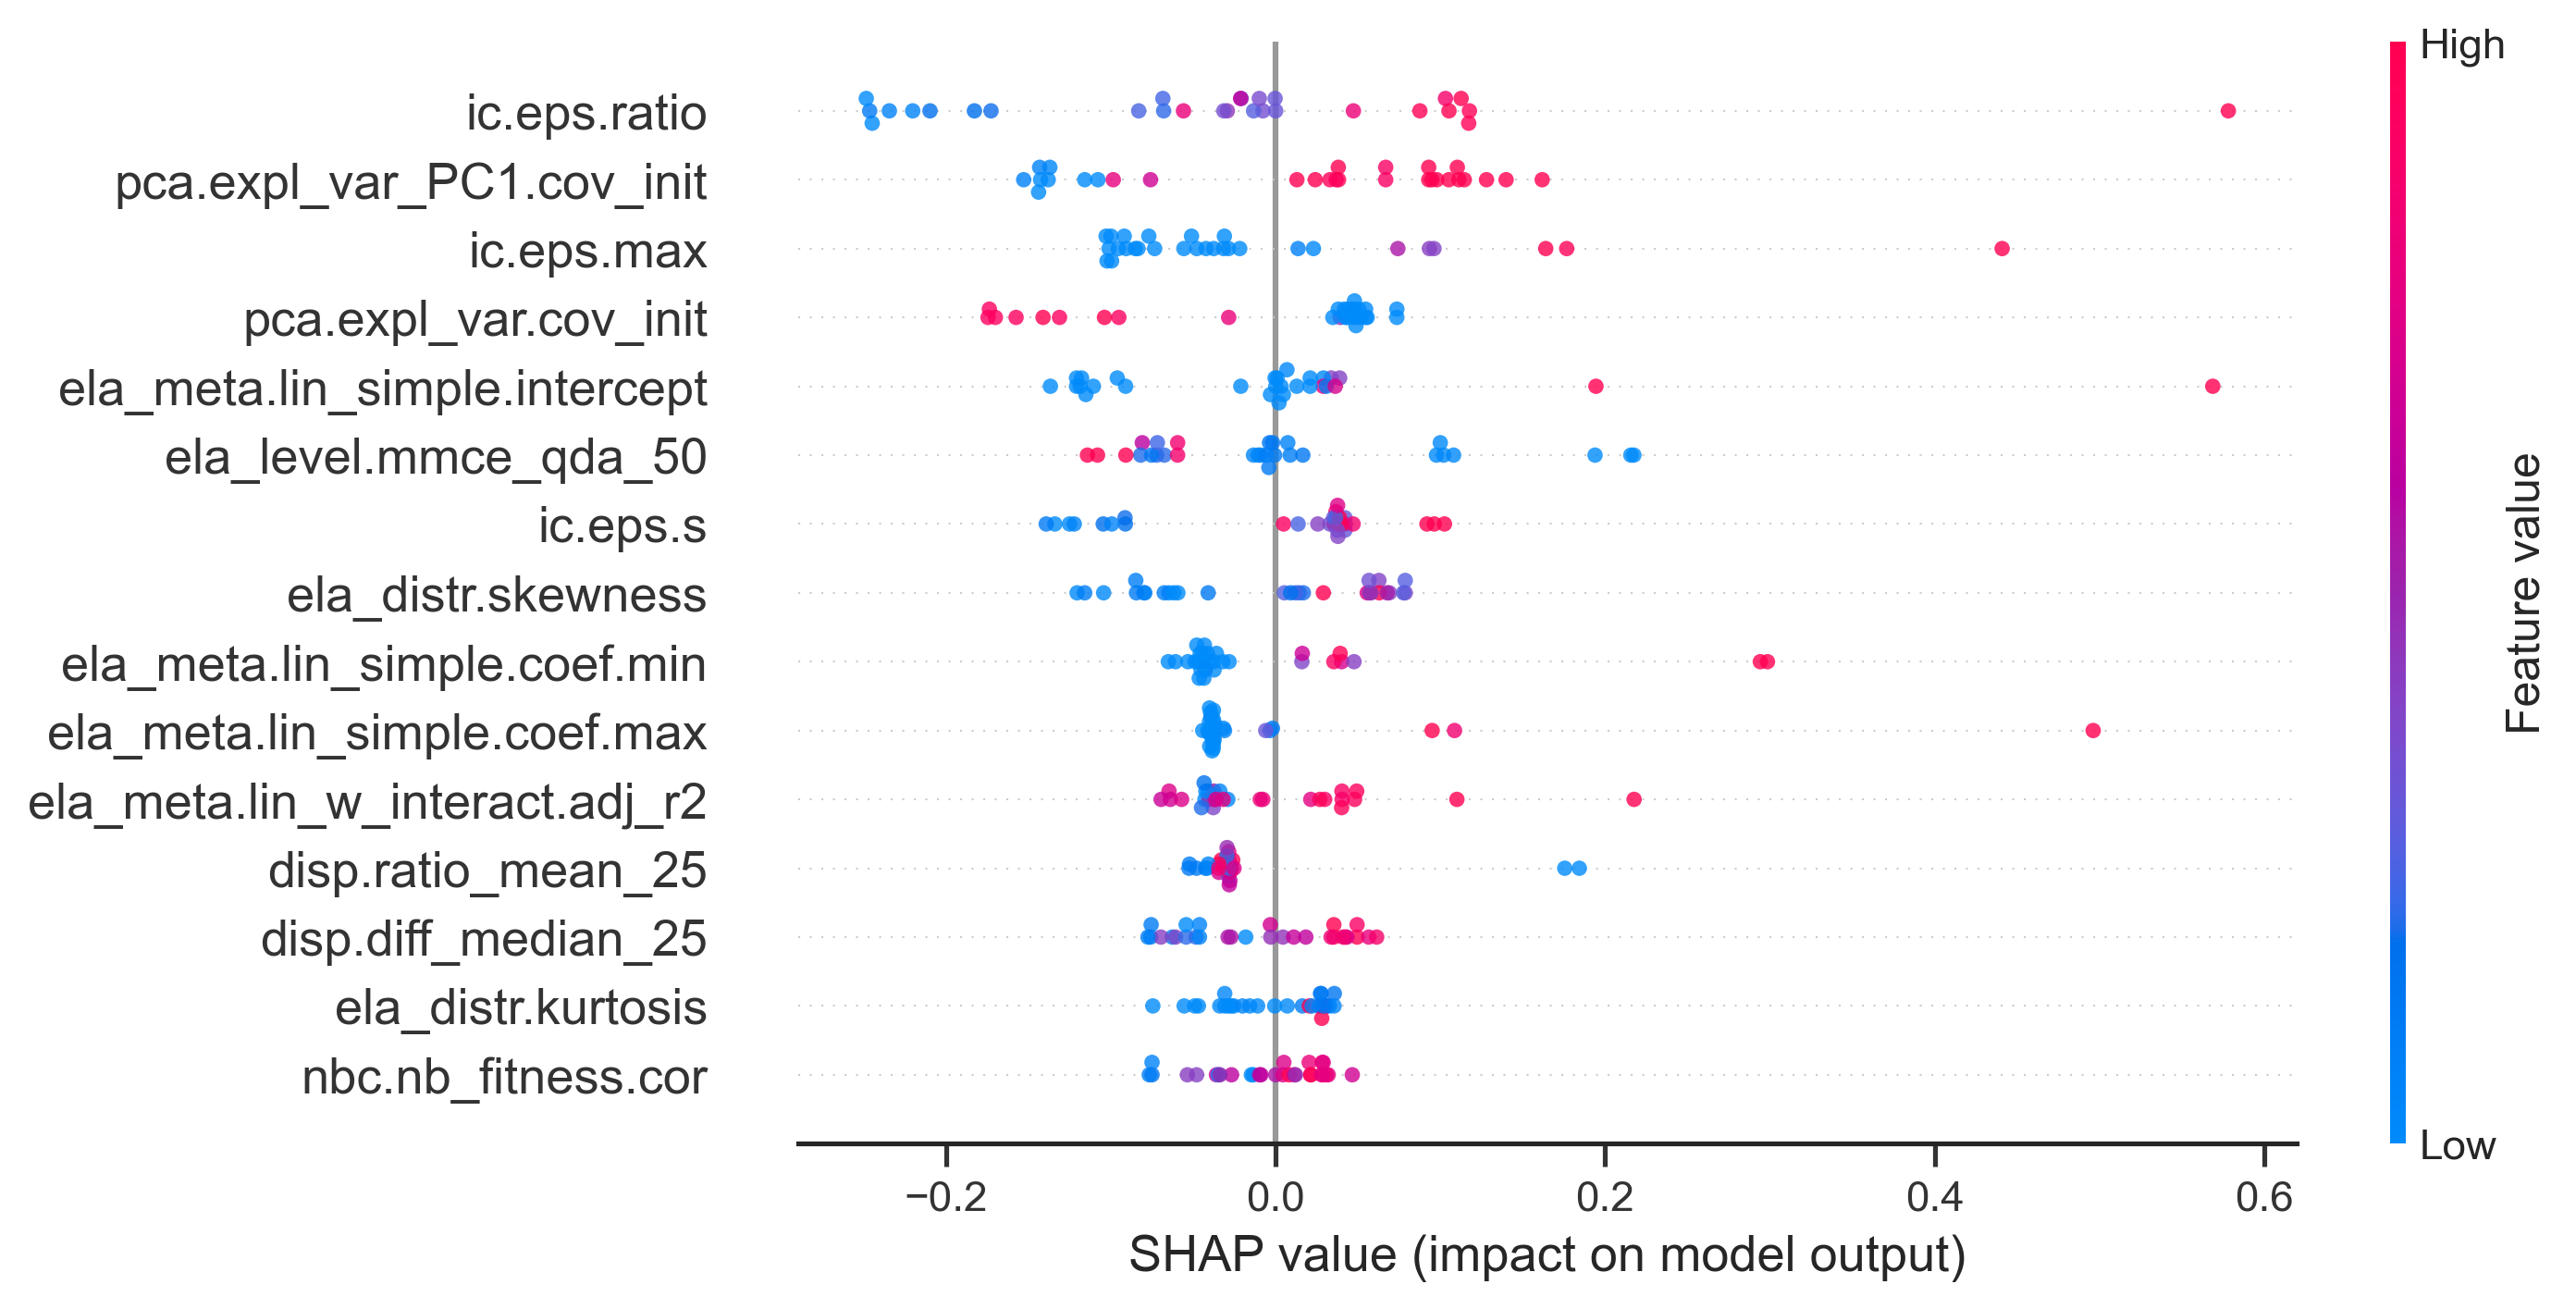 High
ic.eps.ratio
pca.expl_var_PC1.cov_init
ic.eps.max
pca.expl_var.cov_init
ela_meta.lin_simple.intercept
ela_level.mmce_qda_50
ic.eps.s
ela_distr.skewness
ela_meta.lin_simple.coef.min
ela_meta.lin_simple.coef.max
ela_meta.lin_w_interact.adj_r2
disp.ratio_mean_25
disp.diff_median_25
ela_distr.kurtosis
nbc.nb_fitness.cor
Feature value
Low
−0.2 0.0 0.2 0.4 0.6
SHAP value (impact on model output)